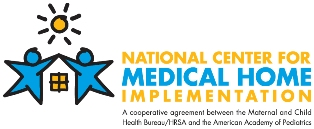 NATIONAL CENTER FOR
MEDICAL HOME
IMPLEMENTATION
A cooperative agreement between the Maternal and Child
Health Bureau/HRSA and the American Academy of Pediatrics